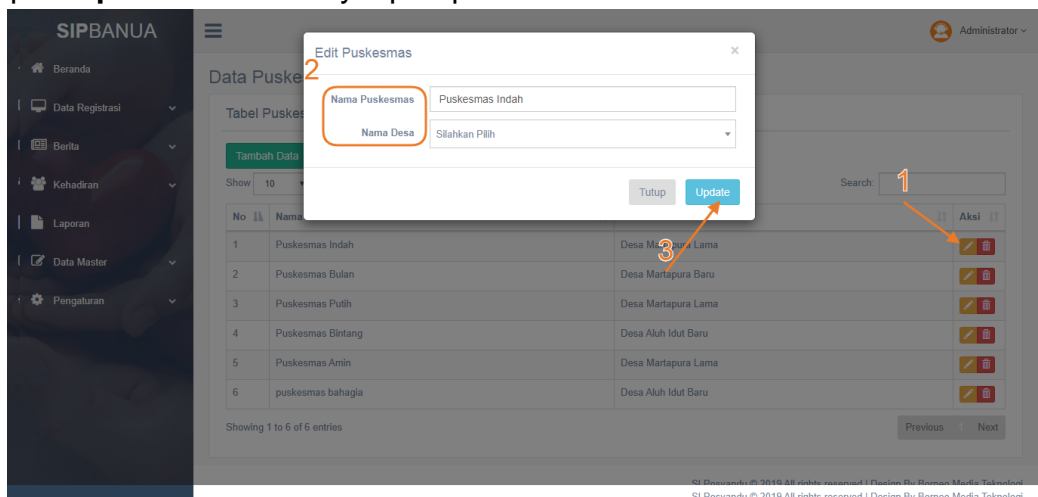 SIPBANUA
Administrator
Edit Puskesmas ×
2
Beranda
Data Puske
Data Registrasi
Tabel Puskes
Nama Puskesmas Puskesmas Indah
Nama Desa Silahkan Pilih
Berita
Tambah Data
Kehadiran
Show 10
Tutup Update
Search:
1
Laporan
No Nama Aksi
Data Master
3
Pengaturan
1 Puskesmas Indah Desa Martapura Lama
2 Puskesmas Bulan Desa Martapura Baru
3 Puskesmas Putih Desa Martapura Lama
4 Puskesmas Bintang Desa Aluh Idut Baru
5 Puskesmas Amin Desa Martapura Lama
6 puskesmas bahagia Desa Aluh Idut Baru
Showing 1 to 6 of 6 entries
Previous 1 Next
SI Posyandu © 2019 All rights reserved | Design By Borneo Media Teknologi
SI Posyandu © 2019 All rights reserved | Design By Borneo Media Teknologi